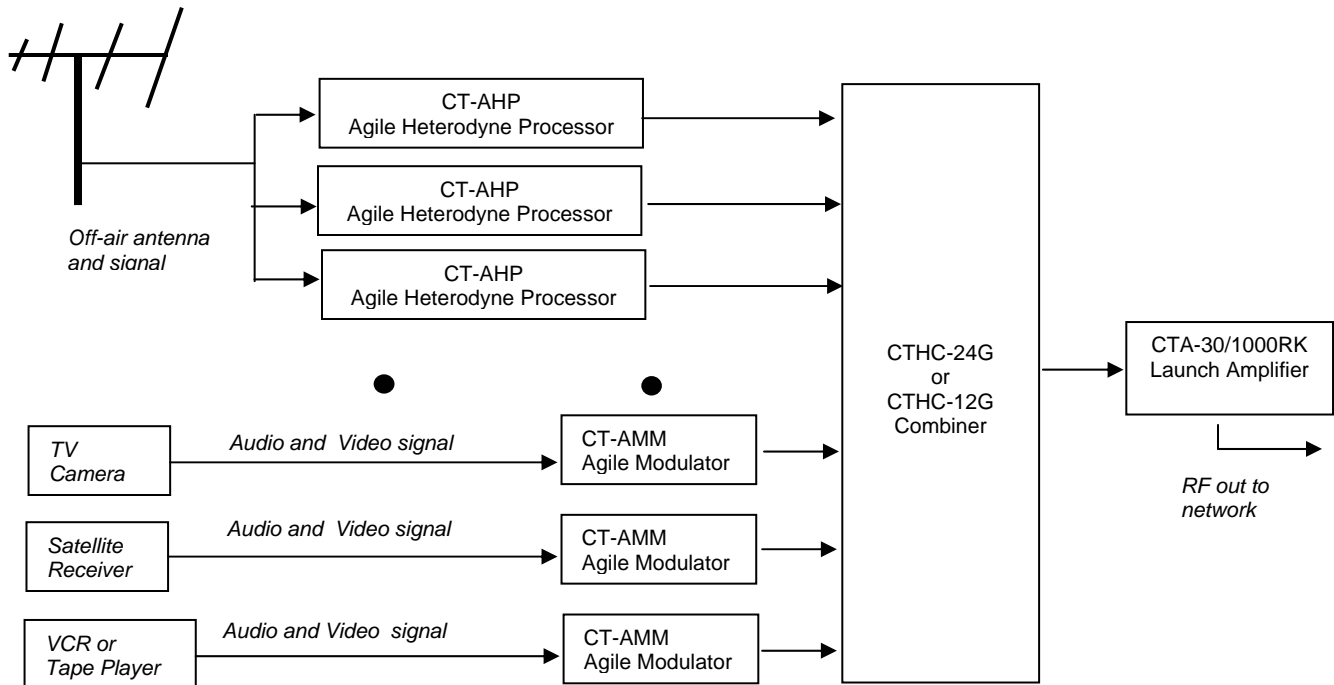 CT-AHP
Agile Heterodyne Processor
CT-AHP
Agile Heterodyne Processor
Off-air antenna
and signal
CT-AHP
Agile Heterodyne Processor
CTHC-24G
or
CTHC-12G
Combiner
CTA-30/1000RK
Launch Amplifier
TV
Camera
Audio and Video signal
CT-AMM
Agile Modulator
RF out to
network
Satellite
Receiver
Audio and Video signal
CT-AMM
Agile Modulator
VCR or
Tape Player
Audio and Video signal
CT-AMM
Agile Modulator